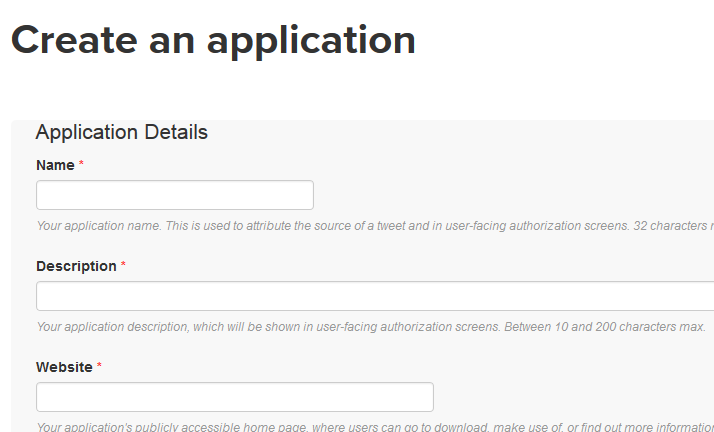 Create an application
Application Details
Name *
Your application name. This is used to attribute the source of a tweet and in user-facing authorization screens. 32 characters
Description *
Your application description, which will be shown in user-facing authorization screens. Between 10 and 200 characters max.
Website *
Your application's publicly accessible home page, where users can go to download, make use of, or find out more information